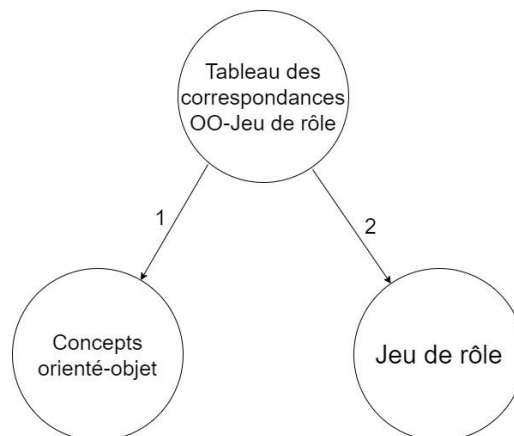 Tableau des
correspondances
OO-Jeu de rôle
1
2
Concepts
orienté-objet
Jeu de rôle